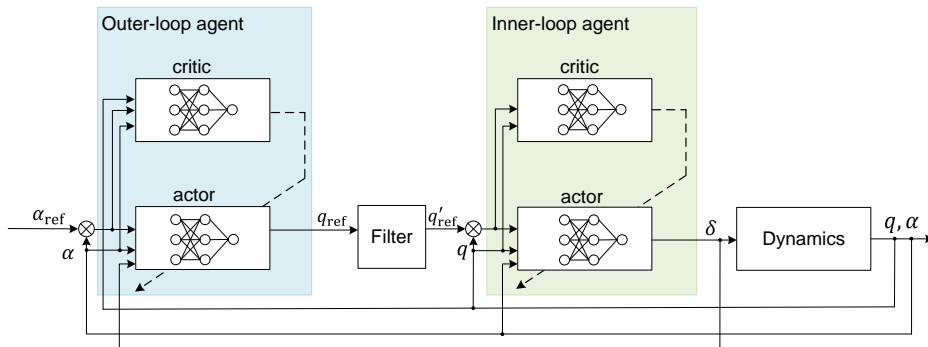 Outer-loop agent
Inner-loop agent
critic
critic
actor
actor
α_ref
q_ref
q′_ref
δ
q, α
Filter
Dynamics
α
q